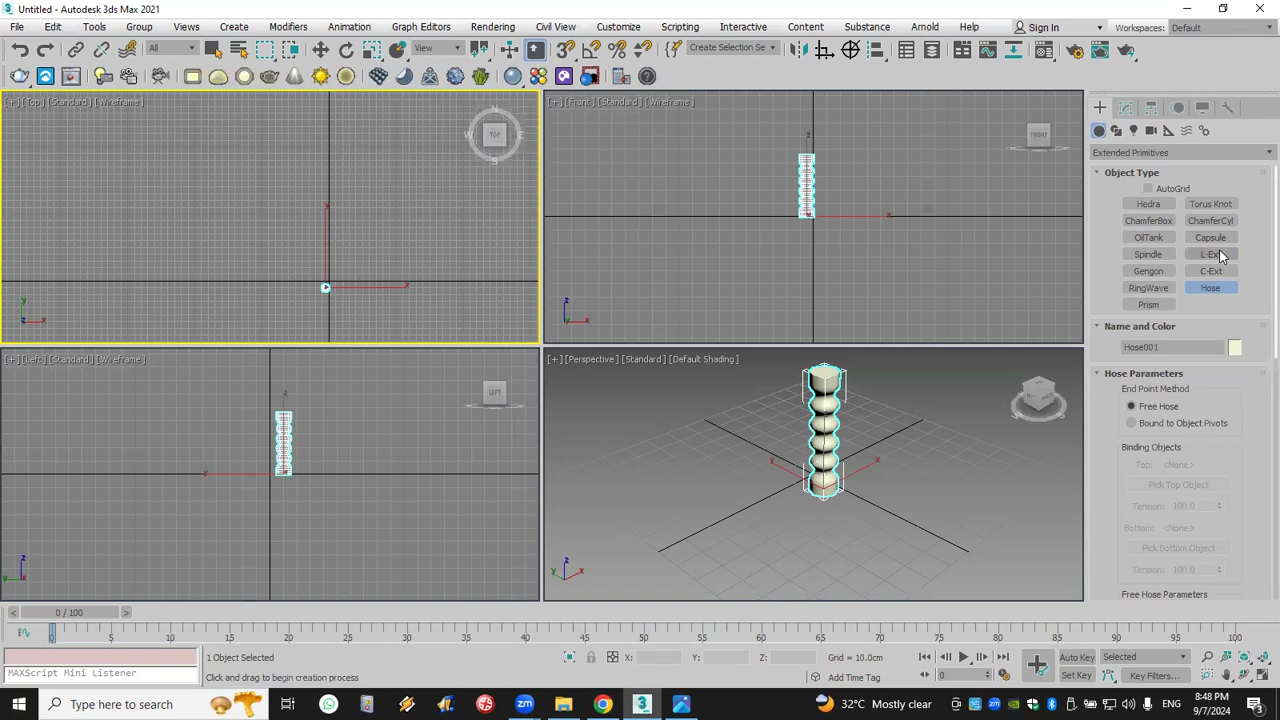 Untitled - Autodesk 3ds Max 2021
File Edit Tools Group Views Create Modifiers Animation Graph Editors Rendering Civil View Customize Scripting Interactive Content Substance Arnold Help Sign In Workspaces: Default
All View Create Selection Se
[+] [Top] [Standard] [Wireframe]
[+] [Front] [Standard] [Wireframe]
TOP
N
W E
S
FRONT
Extended Primitives
Object Type
AutoGrid
Hedra Torus Knot
ChamferBox ChamferCyl
OilTank Capsule
Spindle L-Ext
Gengon C-Ext
RingWave Hose
Prism
Name and Color
Hose001
[+] [Left] [Standard] [Wireframe]
[+] [Perspective] [Standard] [Default Shading]
LEFT
Hose Parameters
End Point Method
Free Hose
Bound to Object Pivots
Binding Objects
Top: <None>
Pick Top Object
Tension: 100.0
Bottom: <None>
Pick Bottom Object
Tension: 100.0
Free Hose Parameters
< 0 / 100 >
0 5 10 15 20 25 30 35 40 45 50 55 60 65 70 75 80 85 90 95 100
1 Object Selected X: Y: Z: Grid = 10.0cm Auto Key Selected
MAXScript Mini Listener Click and drag to begin creation process Add Time Tag 0 Set Key Key Filters...
Type here to search
32°C Mostly clear
ENG
8:48 PM
9/7/2024